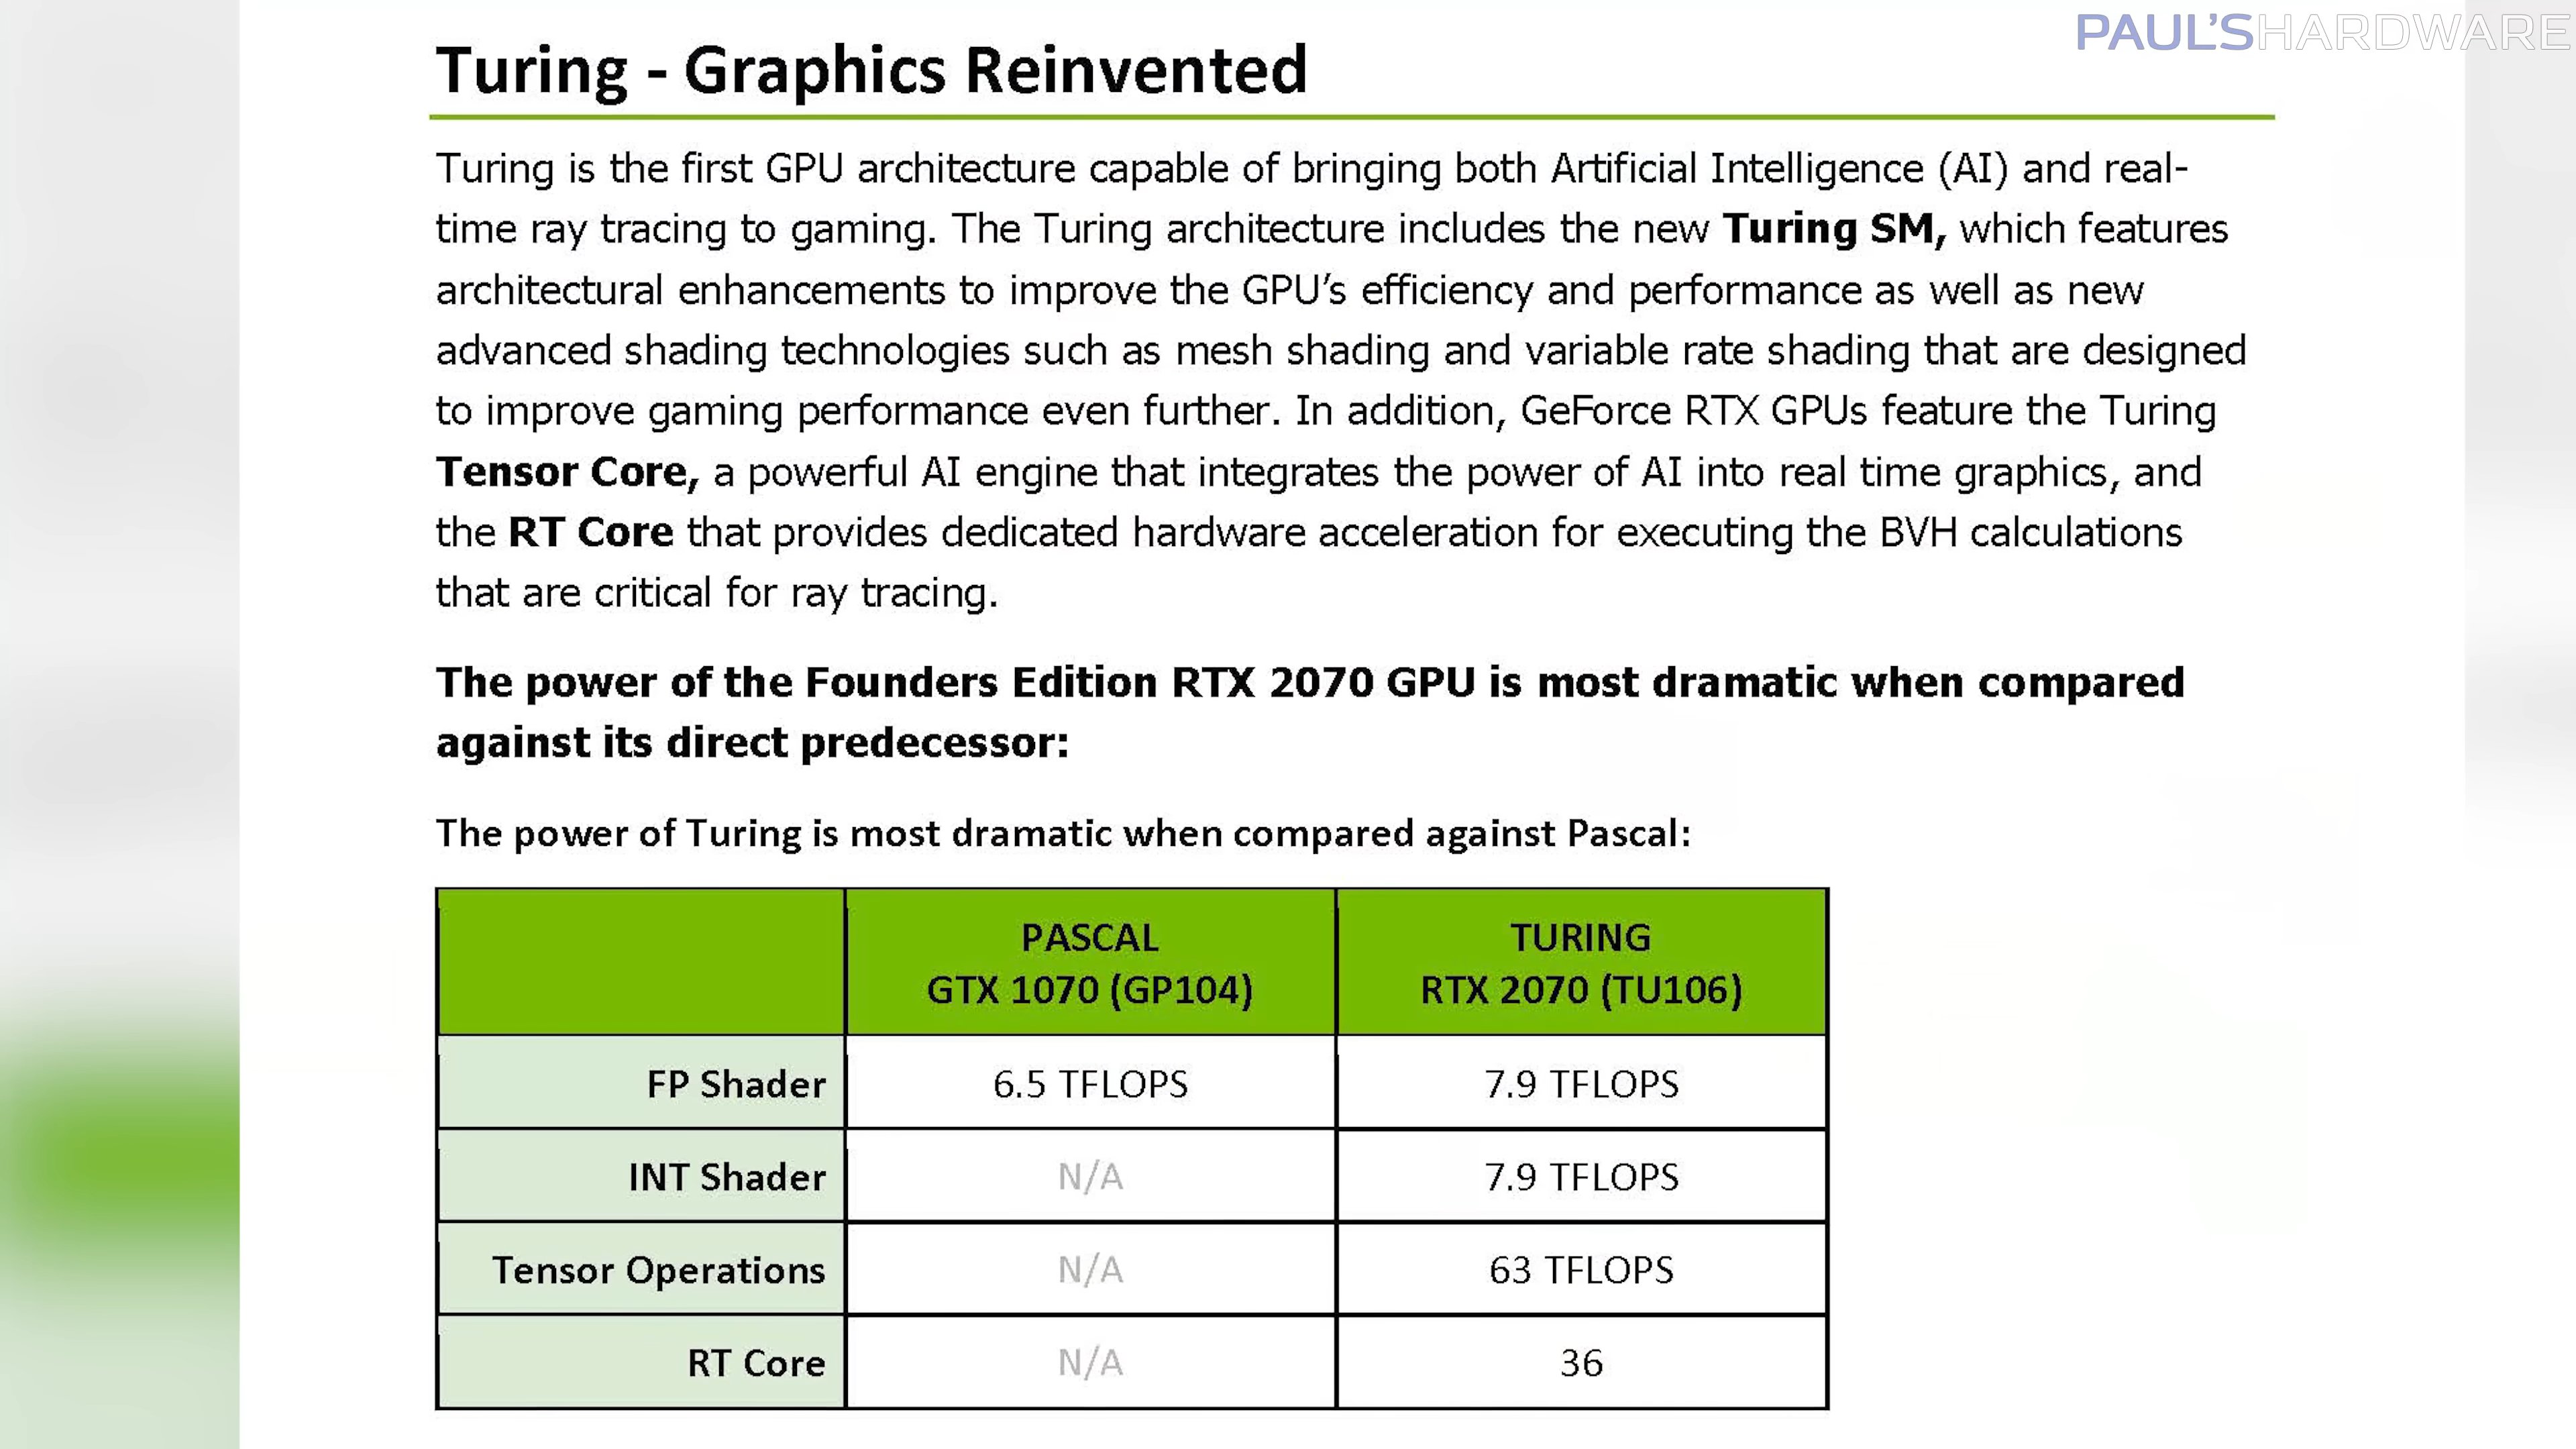 PAUL'SHARDWARE
Turing - Graphics Reinvented
Turing is the first GPU architecture capable of bringing both Artificial Intelligence (AI) and real-
time ray tracing to gaming. The Turing architecture includes the new Turing SM, which features
architectural enhancements to improve the GPU’s efficiency and performance as well as new
advanced shading technologies such as mesh shading and variable rate shading that are designed
to improve gaming performance even further. In addition, GeForce RTX GPUs feature the Turing
Tensor Core, a powerful AI engine that integrates the power of AI into real time graphics, and
the RT Core that provides dedicated hardware acceleration for executing the BVH calculations
that are critical for ray tracing.
The power of the Founders Edition RTX 2070 GPU is most dramatic when compared
against its direct predecessor:
The power of Turing is most dramatic when compared against Pascal:
PASCAL TURING
GTX 1070 (GP104) RTX 2070 (TU106)
FP Shader 6.5 TFLOPS 7.9 TFLOPS
INT Shader N/A 7.9 TFLOPS
Tensor Operations N/A 63 TFLOPS
RT Core N/A 36